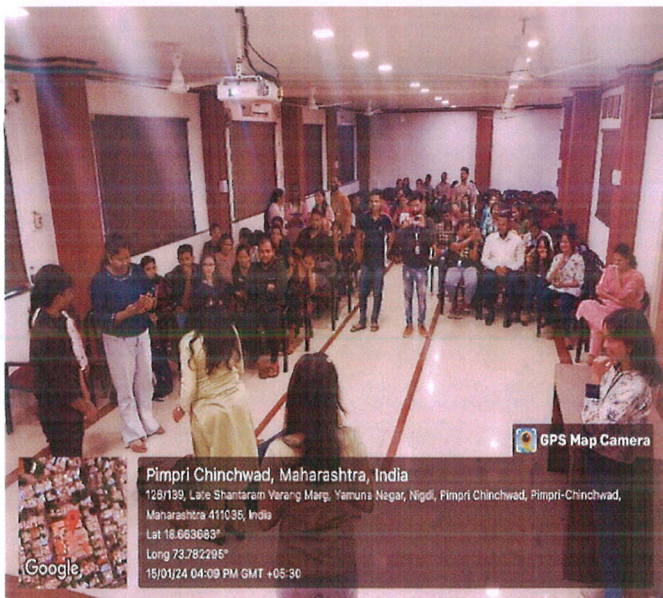 GPS Map Camera
Pimpri Chinchwad, Maharashtra, India
126/139, Late Shantaram Varang Marg, Yamuna Nagar, Nigdi, Pimpri Chinchwad, Pimpri-Chinchwad,
Maharashtra 411035, India
Lat 18.663683°
Long 73.782295°
15/01/24 04:09 PM GMT +05:30
Google